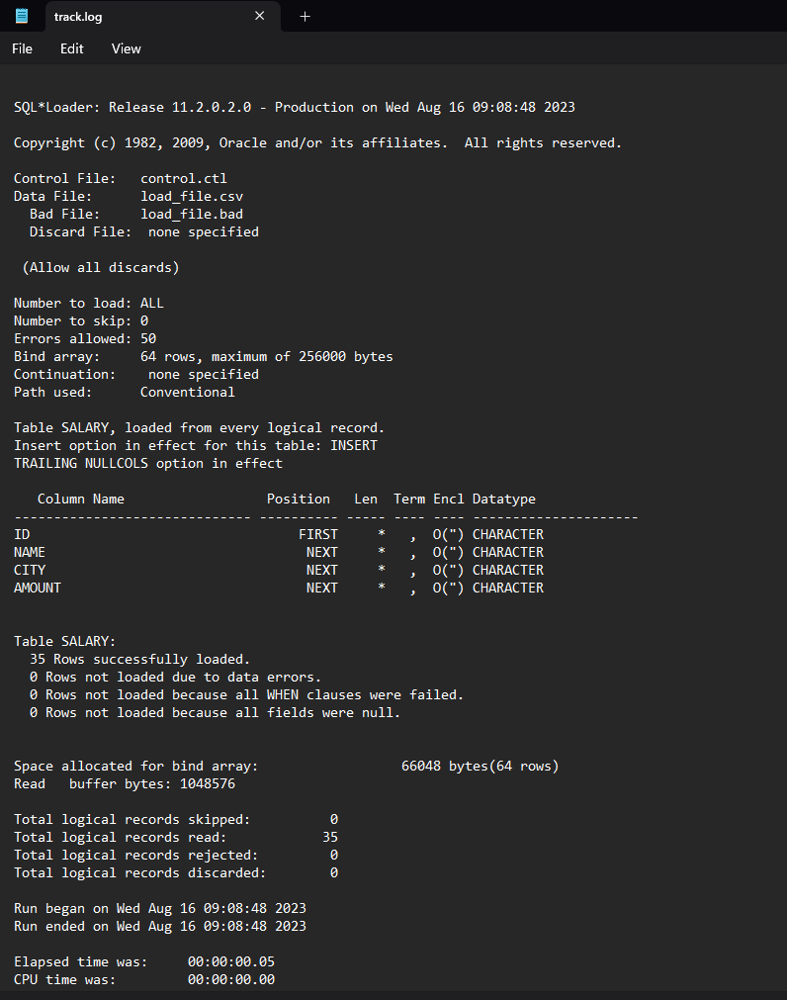 track.log
File Edit View
SQL*Loader: Release 11.2.0.2.0 - Production on Wed Aug 16 09:08:48 2023
Copyright (c) 1982, 2009, Oracle and/or its affiliates.  All rights reserved.
Control File:   control.ctl
Data File:      load_file.csv
  Bad File:     load_file.bad
  Discard File:  none specified
 (Allow all discards)
Number to load: ALL
Number to skip: 0
Errors allowed: 50
Bind array:     64 rows, maximum of 256000 bytes
Continuation:    none specified
Path used:      Conventional
Table SALARY, loaded from every logical record.
Insert option in effect for this table: INSERT
TRAILING NULLCOLS option in effect
   Column Name                  Position   Len  Term Encl Datatype
------------------------------ ---------- ----- ---- ---- ---------------------
ID                                  FIRST     *   ,  O(") CHARACTER
NAME                                 NEXT     *   ,  O(") CHARACTER
CITY                                 NEXT     *   ,  O(") CHARACTER
AMOUNT                               NEXT     *   ,  O(") CHARACTER
Table SALARY:
  35 Rows successfully loaded.
  0 Rows not loaded due to data errors.
  0 Rows not loaded because all WHEN clauses were failed.
  0 Rows not loaded because all fields were null.
Space allocated for bind array:                  66048 bytes(64 rows)
Read   buffer bytes: 1048576
Total logical records skipped:          0
Total logical records read:            35
Total logical records rejected:         0
Total logical records discarded:        0
Run began on Wed Aug 16 09:08:48 2023
Run ended on Wed Aug 16 09:08:48 2023
Elapsed time was:     00:00:00.05
CPU time was:         00:00:00.00